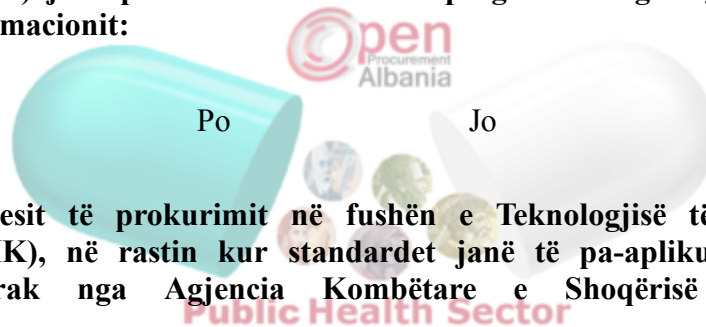 macionit:
Open
Procurement
Albania
Po Jo
esit të prokurimit në fushën e Teknologjisë të
K), në rastin kur standardet janë të pa-apliku
rak nga Agjencia Kombëtare e Shoqërisë
Public Health Sector